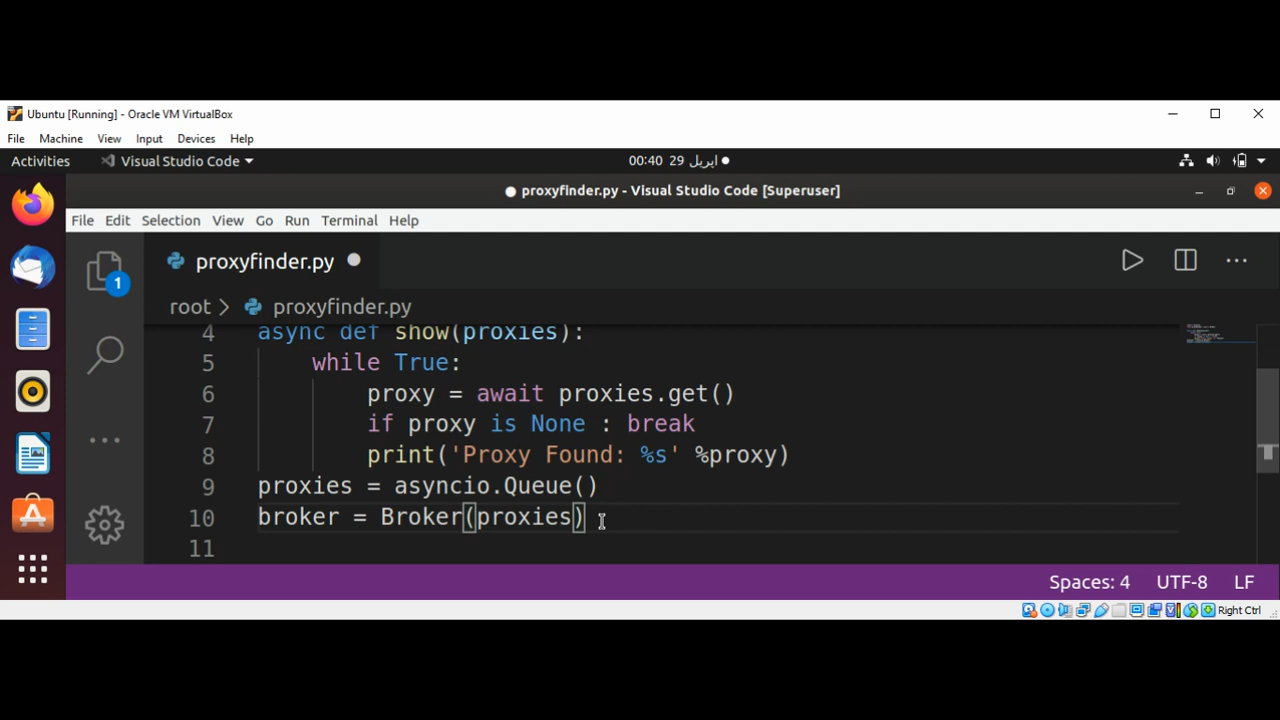 Ubuntu [Running] - Oracle VM VirtualBox
File Machine View Input Devices Help
Activities Visual Studio Code 00:40 29 اپریل
proxyfinder.py - Visual Studio Code [Superuser]
File Edit Selection View Go Run Terminal Help
1 proxyfinder.py
root > proxyfinder.py
4 async def show(proxies):
5 while True:
6 proxy = await proxies.get()
7 if proxy is None : break
8 print('Proxy Found: %s' %proxy)
9 proxies = asyncio.Queue()
10 broker = Broker(proxies)
11
Spaces: 4 UTF-8 LF
Right Ctrl